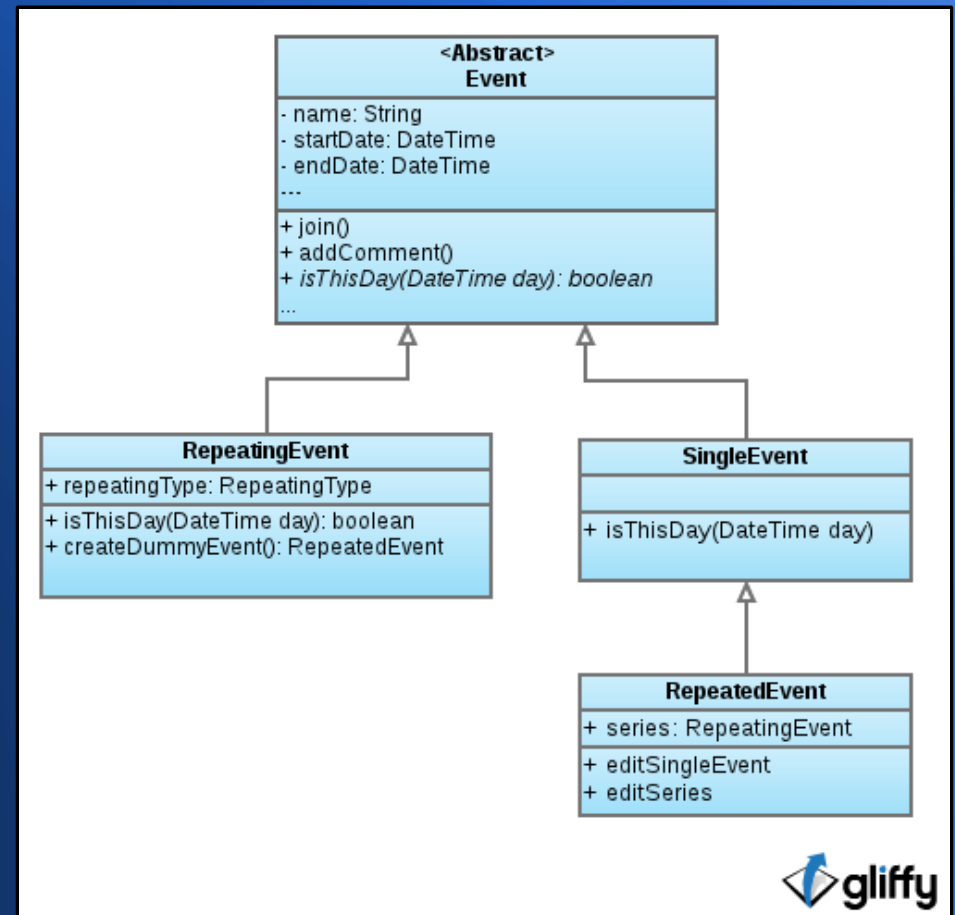 <Abstract>
Event
- name: String
- startDate: DateTime
- endDate: DateTime
---
+ join()
+ addComment()
+ isThisDay(DateTime day): boolean
...
RepeatingEvent
+ repeatingType: RepeatingType
+ isThisDay(DateTime day): boolean
+ createDummyEvent(): RepeatedEvent
SingleEvent
+ isThisDay(DateTime day)
RepeatedEvent
+ series: RepeatingEvent
+ editSingleEvent
+ editSeries
gliffy